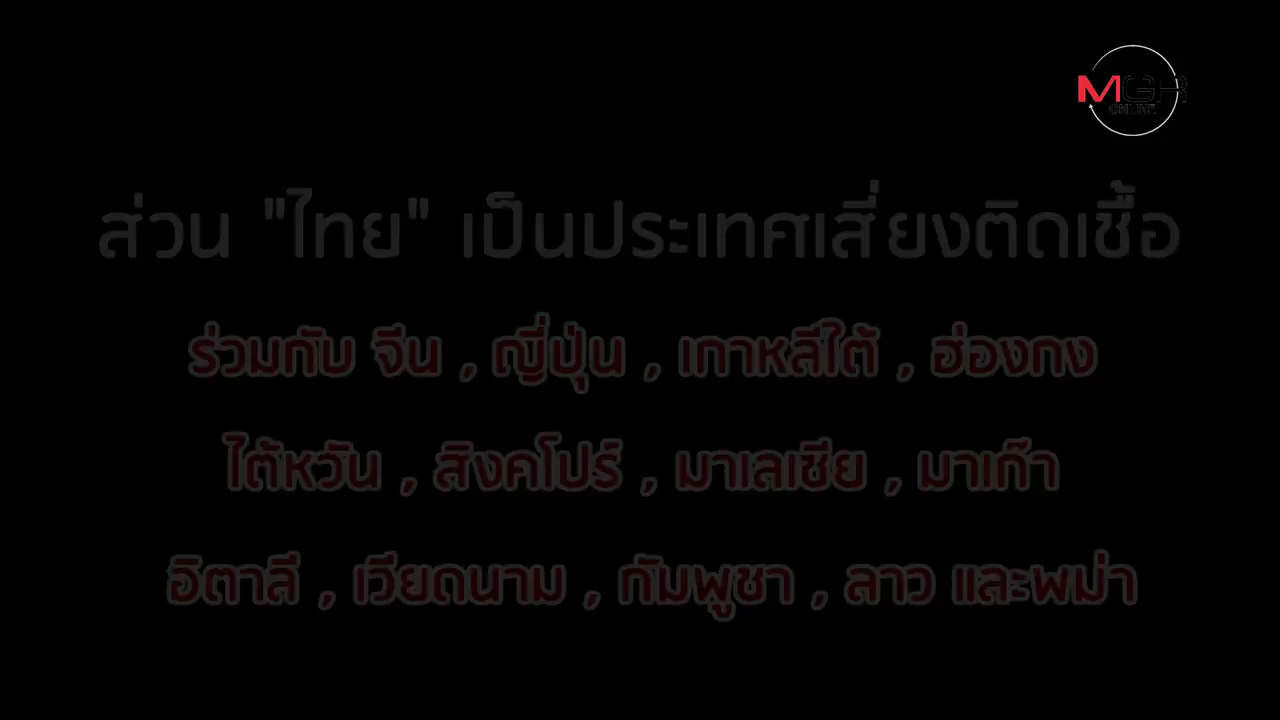 MGR
ONLINE
ส่วน "ไทย" เป็นประเทศเสี่ยงติดเชื้อ
ร่วมกับ จีน , ญี่ปุ่น , เกาหลีใต้ , ฮ่องกง
ไต้หวัน , สิงคโปร์ , มาเลเซีย , มาเก๊า
อิตาลี , เวียดนาม , กัมพูชา , ลาว และพม่า